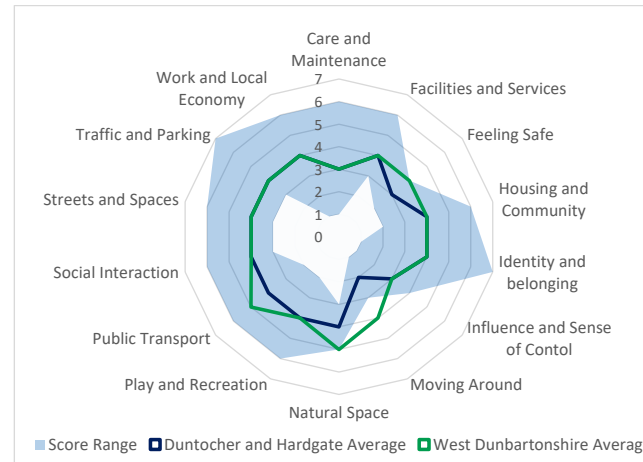 Care and
Maintenance
Work and Local
Economy
Facilities and Services
Traffic and Parking
Feeling Safe
Streets and Spaces
Housing and
Community
Social Interaction
Identity and
belonging
Public Transport
Influence and Sense
of Contol
Play and Recreation
Moving Around
Natural Space
7
6
5
4
3
2
1
0
Score Range
Duntocher and Hardgate Average
West Dunbartonshire Averag